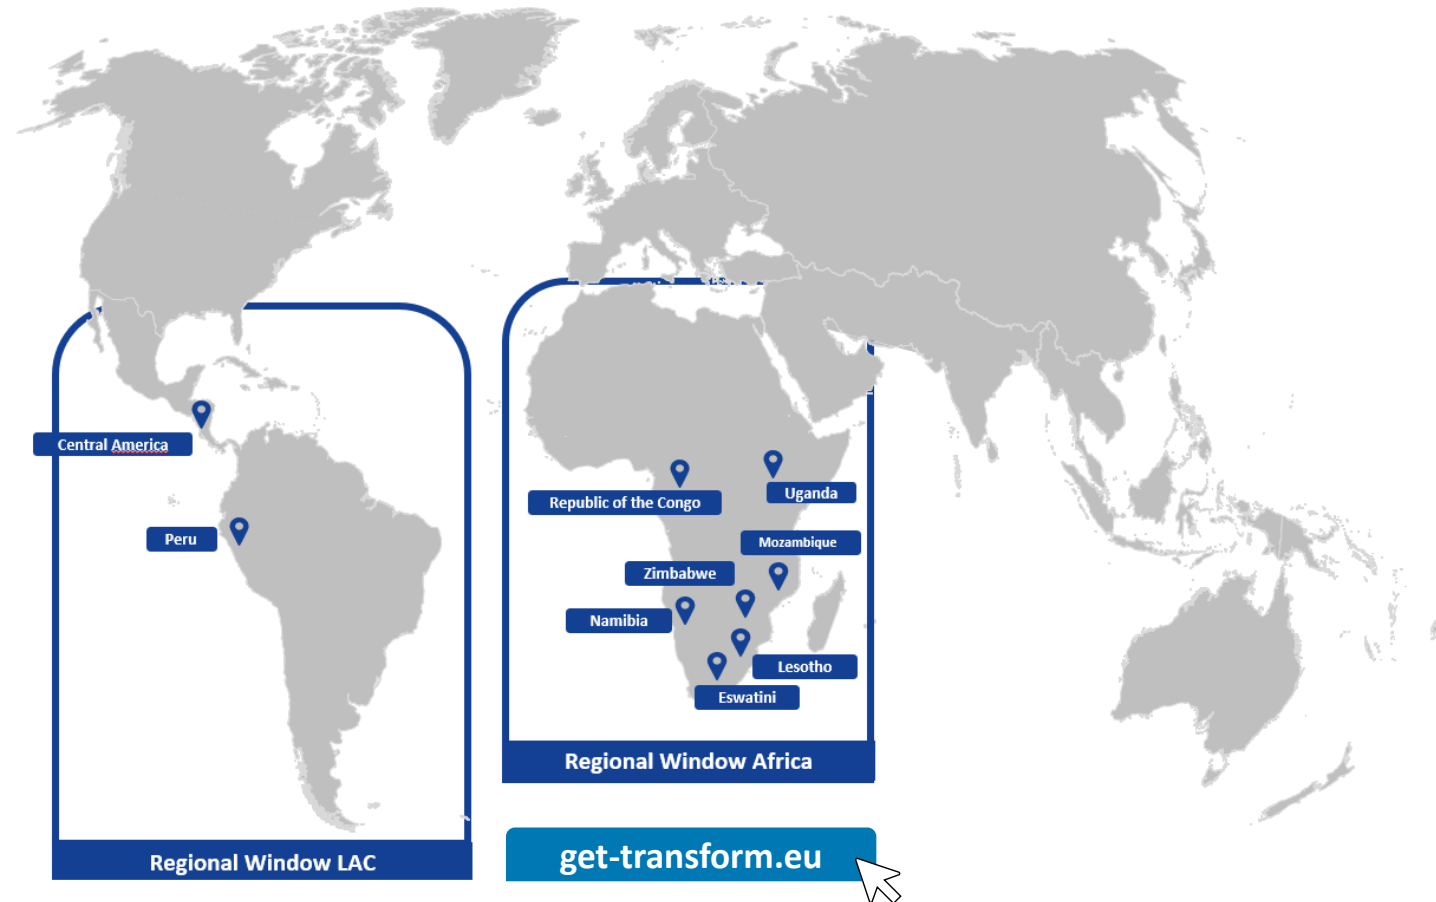 Central America
Peru
Regional Window LAC
Republic of the Congo
Uganda
Mozambique
Zimbabwe
Namibia
Lesotho
Eswatini
Regional Window Africa
get-transform.eu